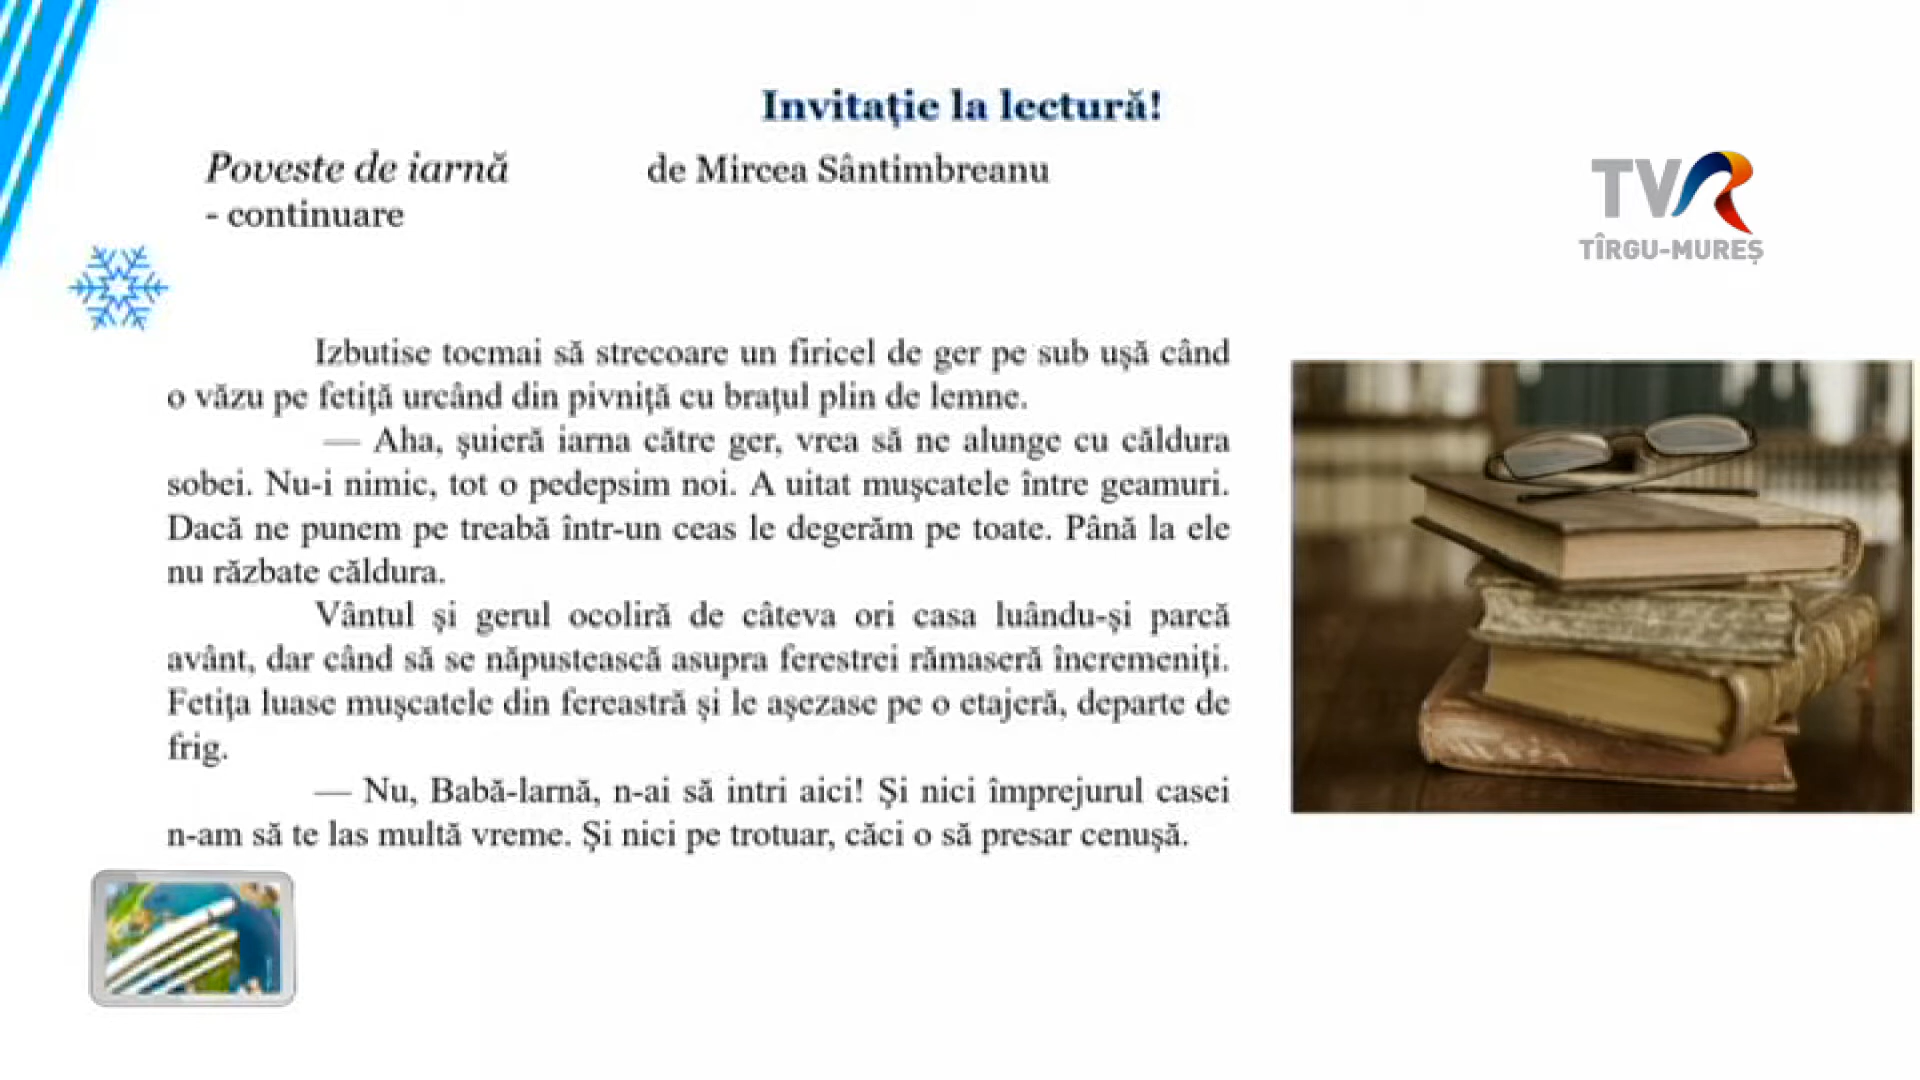 Invitație la lectură!
Poveste de iarnă de Mircea Sântimbreanu
- continuare
TVR
TÎRGU-MUREȘ
Izbutise tocmai să strecoare un firicel de ger pe sub ușă când
o văzu pe fetiță urcând din pivniță cu brațul plin de lemne.
— Aha, șuieră iarna către ger, vrea să ne alunge cu căldura
sobei. Nu-i nimic, tot o pedepsim noi. A uitat mușcatele între geamuri.
Dacă ne punem pe treabă într-un ceas le degerăm pe toate. Până la ele
nu răzbate căldura.
Vântul și gerul ocoliră de câteva ori casa luându-și parcă
avânt, dar când să se năpustească asupra ferestrei rămaseră încremeniți.
Fetița luase mușcatele din fereastră și le așezase pe o etajeră, departe de
frig.
— Nu, Babă-larnă, n-ai să intri aici! Și nici împrejurul casei
n-am să te las multă vreme. Și nici pe trotuar, căci o să presar cenușă.